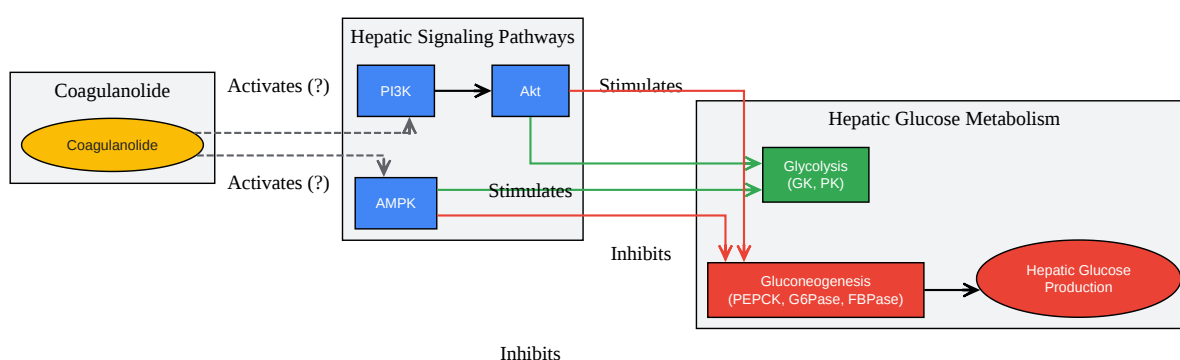 Hepatic Signaling Pathways
Coagulanolide
Activates (?)
PI3K
Akt
Stimulates
Hepatic Glucose Metabolism
Coagulanolide
Glycolysis
(GK, PK)
Activates (?)
AMPK
Stimulates
Inhibits
Gluconeogenesis
(PEPCK, G6Pase, FBPase)
Hepatic Glucose
Production
Inhibits